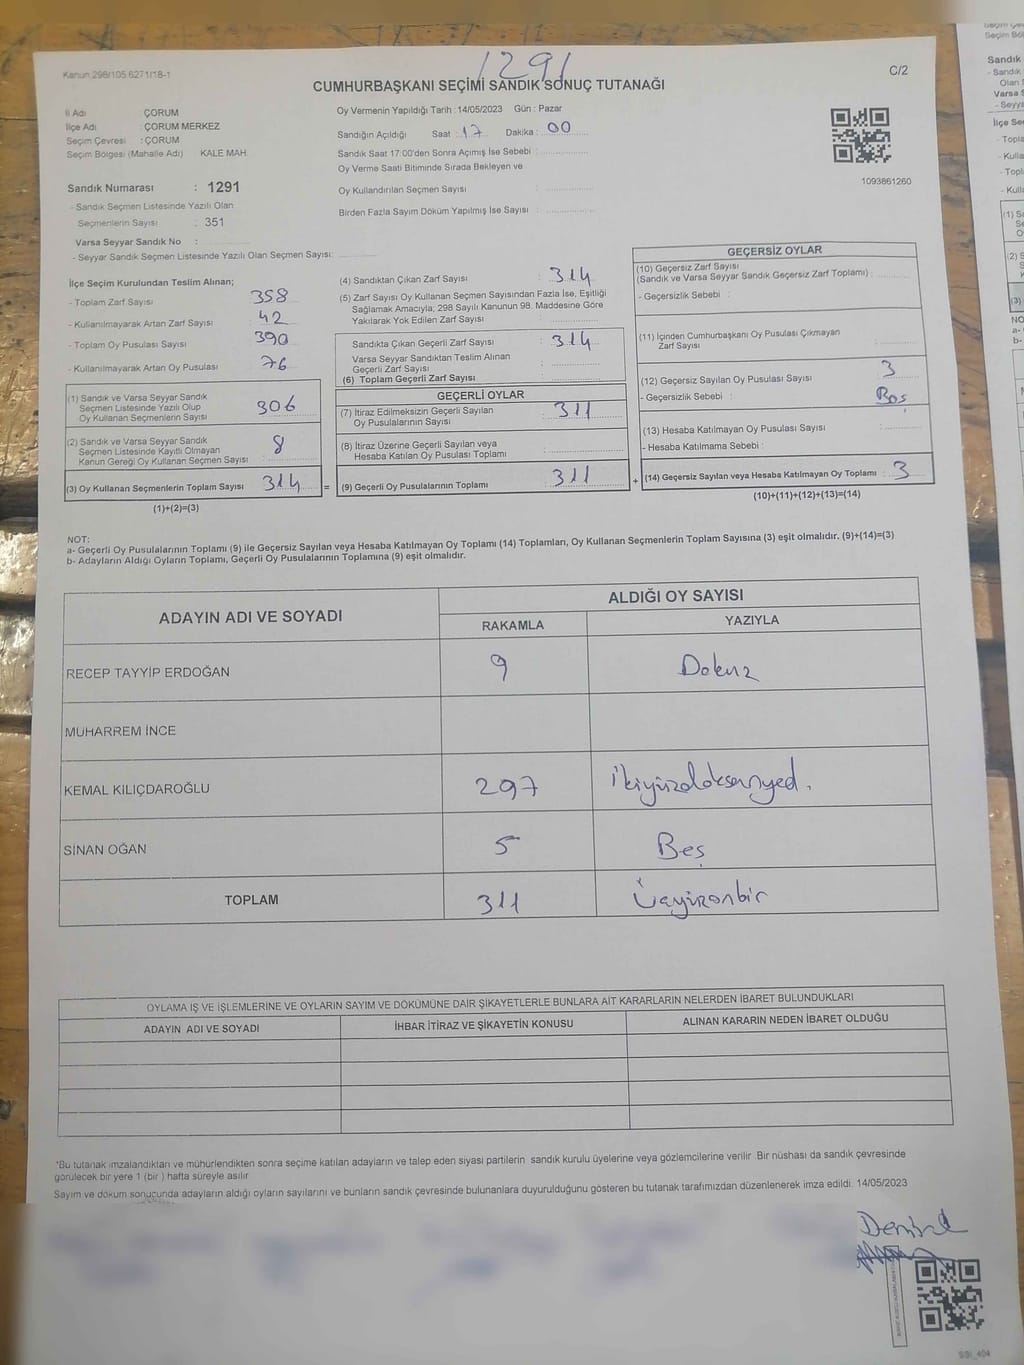 Kanun 298/105 6271/18-1
1291
C/2
CUMHURBAŞKANI SEÇİMİ SANDIK SONUÇ TUTANAĞI
İl Adı ÇORUM
İlçe Adı : ÇORUM MERKEZ
Seçim Çevresi : ÇORUM
Seçim Bölgesi (Mahalle Adı) KALE MAH.
Sandık Numarası : 1291
- Sandık Seçmen Listesinde Yazılı Olan
Seçmenlerin Sayısı : 351
Varsa Seyyar Sandık No :
- Seyyar Sandık Seçmen Listesinde Yazılı Olan Seçmen Sayısı:
Oy Vermenin Yapıldığı Tarih : 14/05/2023 Gün : Pazar
Sandığın Açıldığı Saat : 17 Dakika : 00
Sandık Saat 17:00'den Sonra Açımış İse Sebebi :
Oy Verme Saati Bitiminde Sırada Bekleyen ve
Oy Kullandırılan Seçmen Sayısı :
Birden Fazla Sayım Döküm Yapılmış İse Sayısı :
1093861260
İlçe Seçim Kurulundan Teslim Alınan;
- Toplam Zarf Sayısı 358
- Kullanılmayarak Artan Zarf Sayısı 42
- Toplam Oy Pusulası Sayısı 390
- Kullanılmayarak Artan Oy Pusulası 76
(1) Sandık ve Varsa Seyyar Sandık
Seçmen Listesinde Yazılı Olup
Oy Kullanan Seçmenlerin Sayısı 306
(2) Sandık ve Varsa Seyyar Sandık
Seçmen Listesinde Kayıtlı Olmayan
Kanun Gereği Oy Kullanan Seçmen Sayısı 8
(3) Oy Kullanan Seçmenlerin Toplam Sayısı 314 =
(1)+(2)=(3)
(4) Sandıktan Çıkan Zarf Sayısı : 314
(5) Zarf Sayısı Oy Kullanan Seçmen Sayısından Fazla İse, Eşitliği
Sağlamak Amacıyla; 298 Sayılı Kanunun 98. Maddesine Göre
Yakılarak Yok Edilen Zarf Sayısı :
Sandıkta Çıkan Geçerli Zarf Sayısı : 314
Varsa Seyyar Sandıktan Teslim Alınan
Geçerli Zarf Sayısı
(6) Toplam Geçerli Zarf Sayısı
GEÇERLİ OYLAR
(7) İtiraz Edilmeksizin Geçerli Sayılan
Oy Pusulalarının Sayısı : 311
(8) İtiraz Üzerine Geçerli Sayılan veya
Hesaba Katılan Oy Pusulası Toplamı
(9) Geçerli Oy Pusulalarının Toplamı 311 +
GEÇERSİZ OYLAR
(10) Geçersiz Zarf Sayısı
(Sandık ve Varsa Seyyar Sandık Geçersiz Zarf Toplamı) :
- Geçersizlik Sebebi :
(11) İçinden Cumhurbaşkanı Oy Pusulası Çıkmayan
Zarf Sayısı
(12) Geçersiz Sayılan Oy Pusulası Sayısı 3
- Geçersizlik Sebebi : Boş
(13) Hesaba Katılmayan Oy Pusulası Sayısı :
- Hesaba Katılmama Sebebi :
(14) Geçersiz Sayılan veya Hesaba Katılmayan Oy Toplamı : 3
(10)+(11)+(12)+(13)=(14)
NOT:
a- Geçerli Oy Pusulalarının Toplamı (9) ile Geçersiz Sayılan veya Hesaba Katılmayan Oy Toplamı (14) Toplamları, Oy Kullanan Seçmenlerin Toplam Sayısına (3) eşit olmalıdır. (9)+(14)=(3)
b- Adayların Aldığı Oyların Toplamı, Geçerli Oy Pusulalarının Toplamına (9) eşit olmalıdır.
ADAYIN ADI VE SOYADI
ALDIĞI OY SAYISI
RAKAMLA YAZIYLA
RECEP TAYYİP ERDOĞAN 9 Dokuz
MUHARREM İNCE
KEMAL KILIÇDAROĞLU 297 ikiyüzdoksanyedi
SİNAN OĞAN 5 Beş
TOPLAM 311 Üçyüzonbir
OYLAMA İŞ VE İŞLEMLERİNE VE OYLARIN SAYIM VE DÖKÜMÜNE DAİR ŞİKAYETLERLE BUNLARA AİT KARARLARIN NELERDEN İBARET BULUNDUKLARI
ADAYIN ADI VE SOYADI İHBAR İTİRAZ VE ŞİKAYETİN KONUSU ALINAN KARARIN NEDEN İBARET OLDUĞU
*Bu tutanak imzalandıktan ve mühürlendikten sonra seçime katılan adayların ve talep eden siyasi partilerin sandık kurulu üyelerine veya gözlemcilerine verilir. Bir nüshası da sandık çevresinde
görülecek bir yere 1 (bir) hafta süreyle asılır
Sayım ve döküm sonucunda adayların aldığı oyların sayılarını ve bunların sandık çevresinde bulunanlara duyurulduğunu gösteren bu tutanak tarafımızdan düzenlenerek imza edildi. 14/05/2023